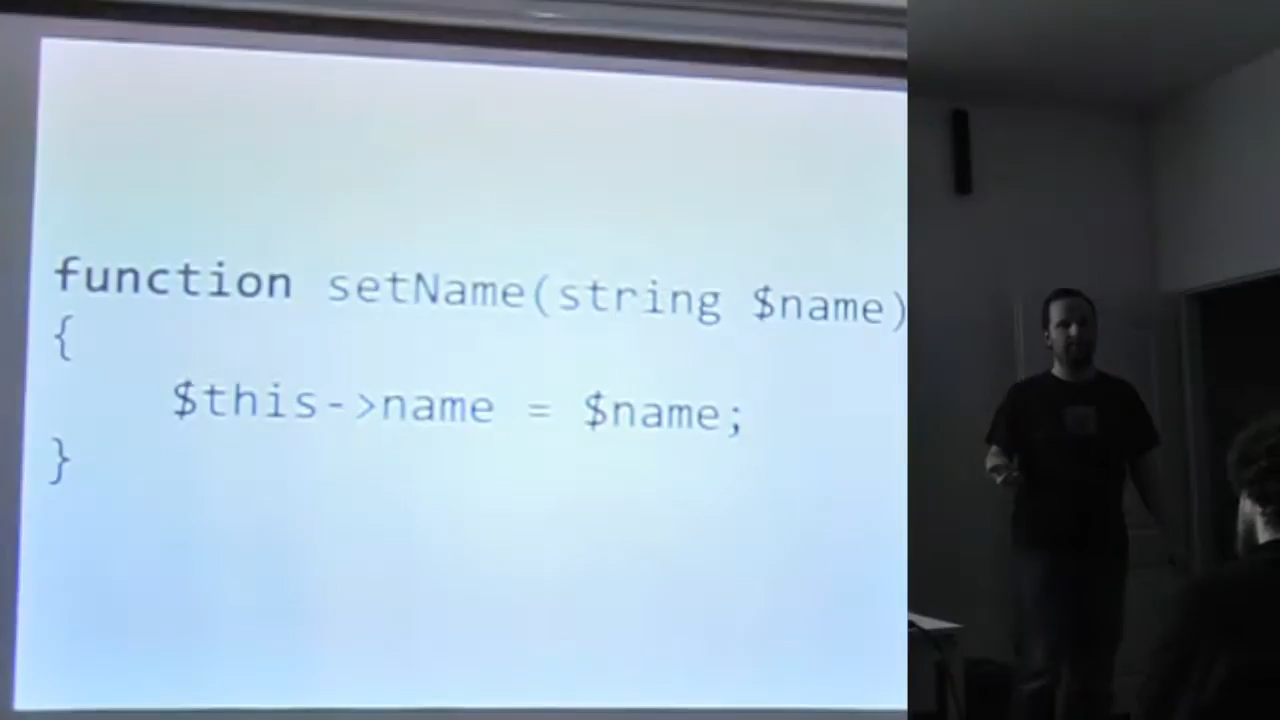 function setName(string $name)
{
    $this->name = $name;
}